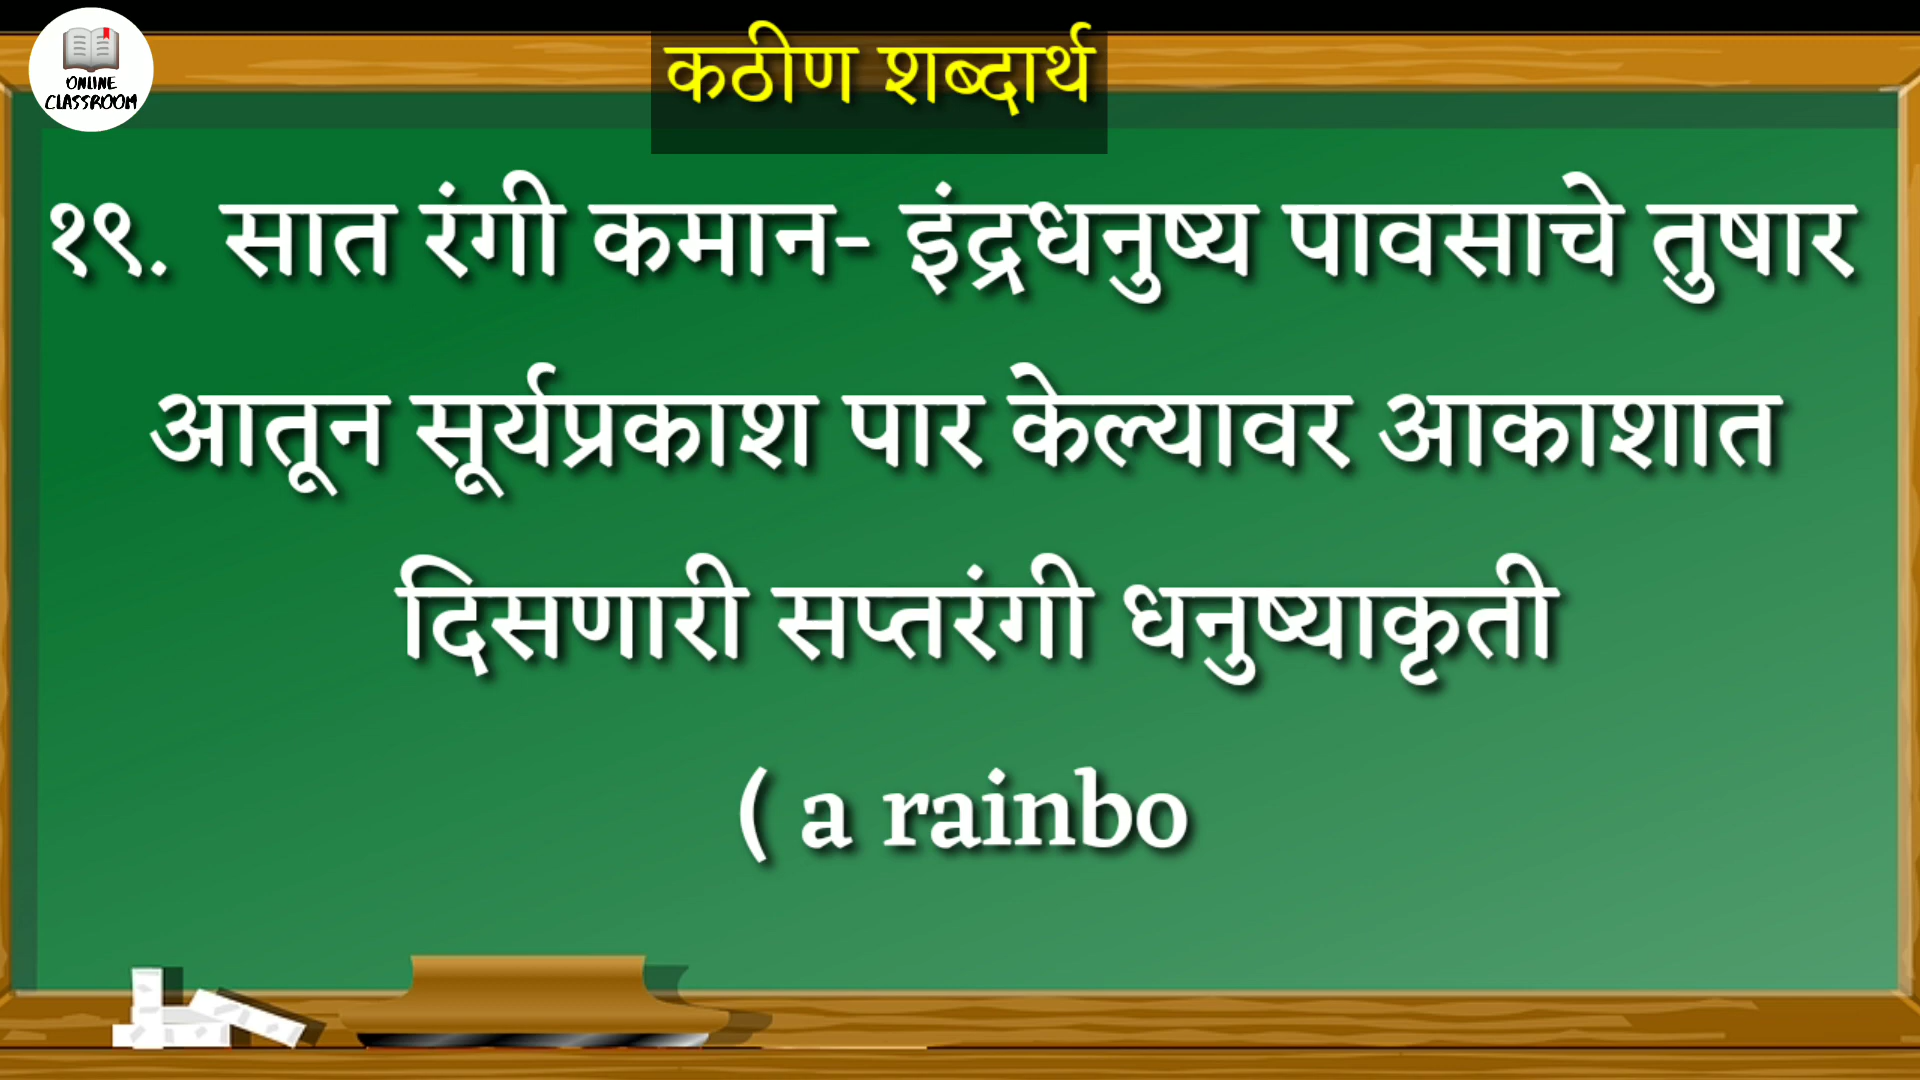 ONLINE
CLASSROOM
कठीण शब्दार्थ
१९. सात रंगी कमान- इंद्रधनुष्य पावसाचे तुषार
आतून सूर्यप्रकाश पार केल्यावर आकाशात
दिसणारी सप्तरंगी धनुष्याकृती
( a rainbo